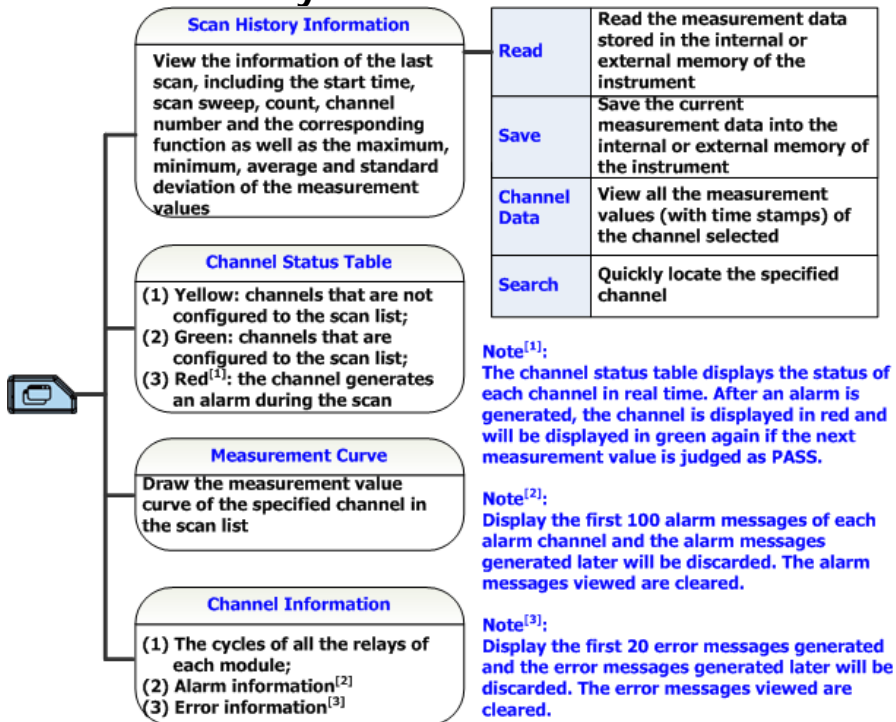 Scan History Information
View the information of the last
scan, including the start time,
scan sweep, count, channel
number and the corresponding
function as well as the maximum,
minimum, average and standard
deviation of the measurement
values
Read
Read the measurement data
stored in the internal or
external memory of the
instrument
Save
Save the current
measurement data into the
internal or external memory of
the instrument
Channel
Data
View all the measurement
values (with time stamps) of
the channel selected
Search
Quickly locate the specified
channel
Channel Status Table
(1) Yellow: channels that are not
configured to the scan list;
(2) Green: channels that are
configured to the scan list;
(3) Red[1]: the channel generates
an alarm during the scan
Measurement Curve
Draw the measurement value
curve of the specified channel in
the scan list
Channel Information
(1) The cycles of all the relays of
each module;
(2) Alarm information[2]
(3) Error information[3]
Note[1]:
The channel status table displays the status of
each channel in real time. After an alarm is
generated, the channel is displayed in red and
will be displayed in green again if the next
measurement value is judged as PASS.
Note[2]:
Display the first 100 alarm messages of each
alarm channel and the alarm messages
generated later will be discarded. The alarm
messages viewed are cleared.
Note[3]:
Display the first 20 error messages generated
and the error messages generated later will be
discarded. The error messages viewed are
cleared.